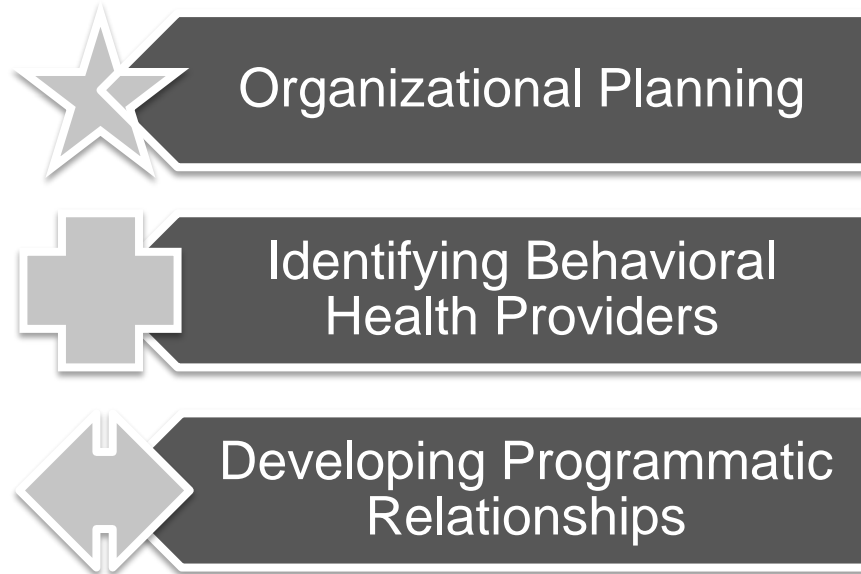 Organizational Planning
Identifying Behavioral
Health Providers
Developing Programmatic
Relationships